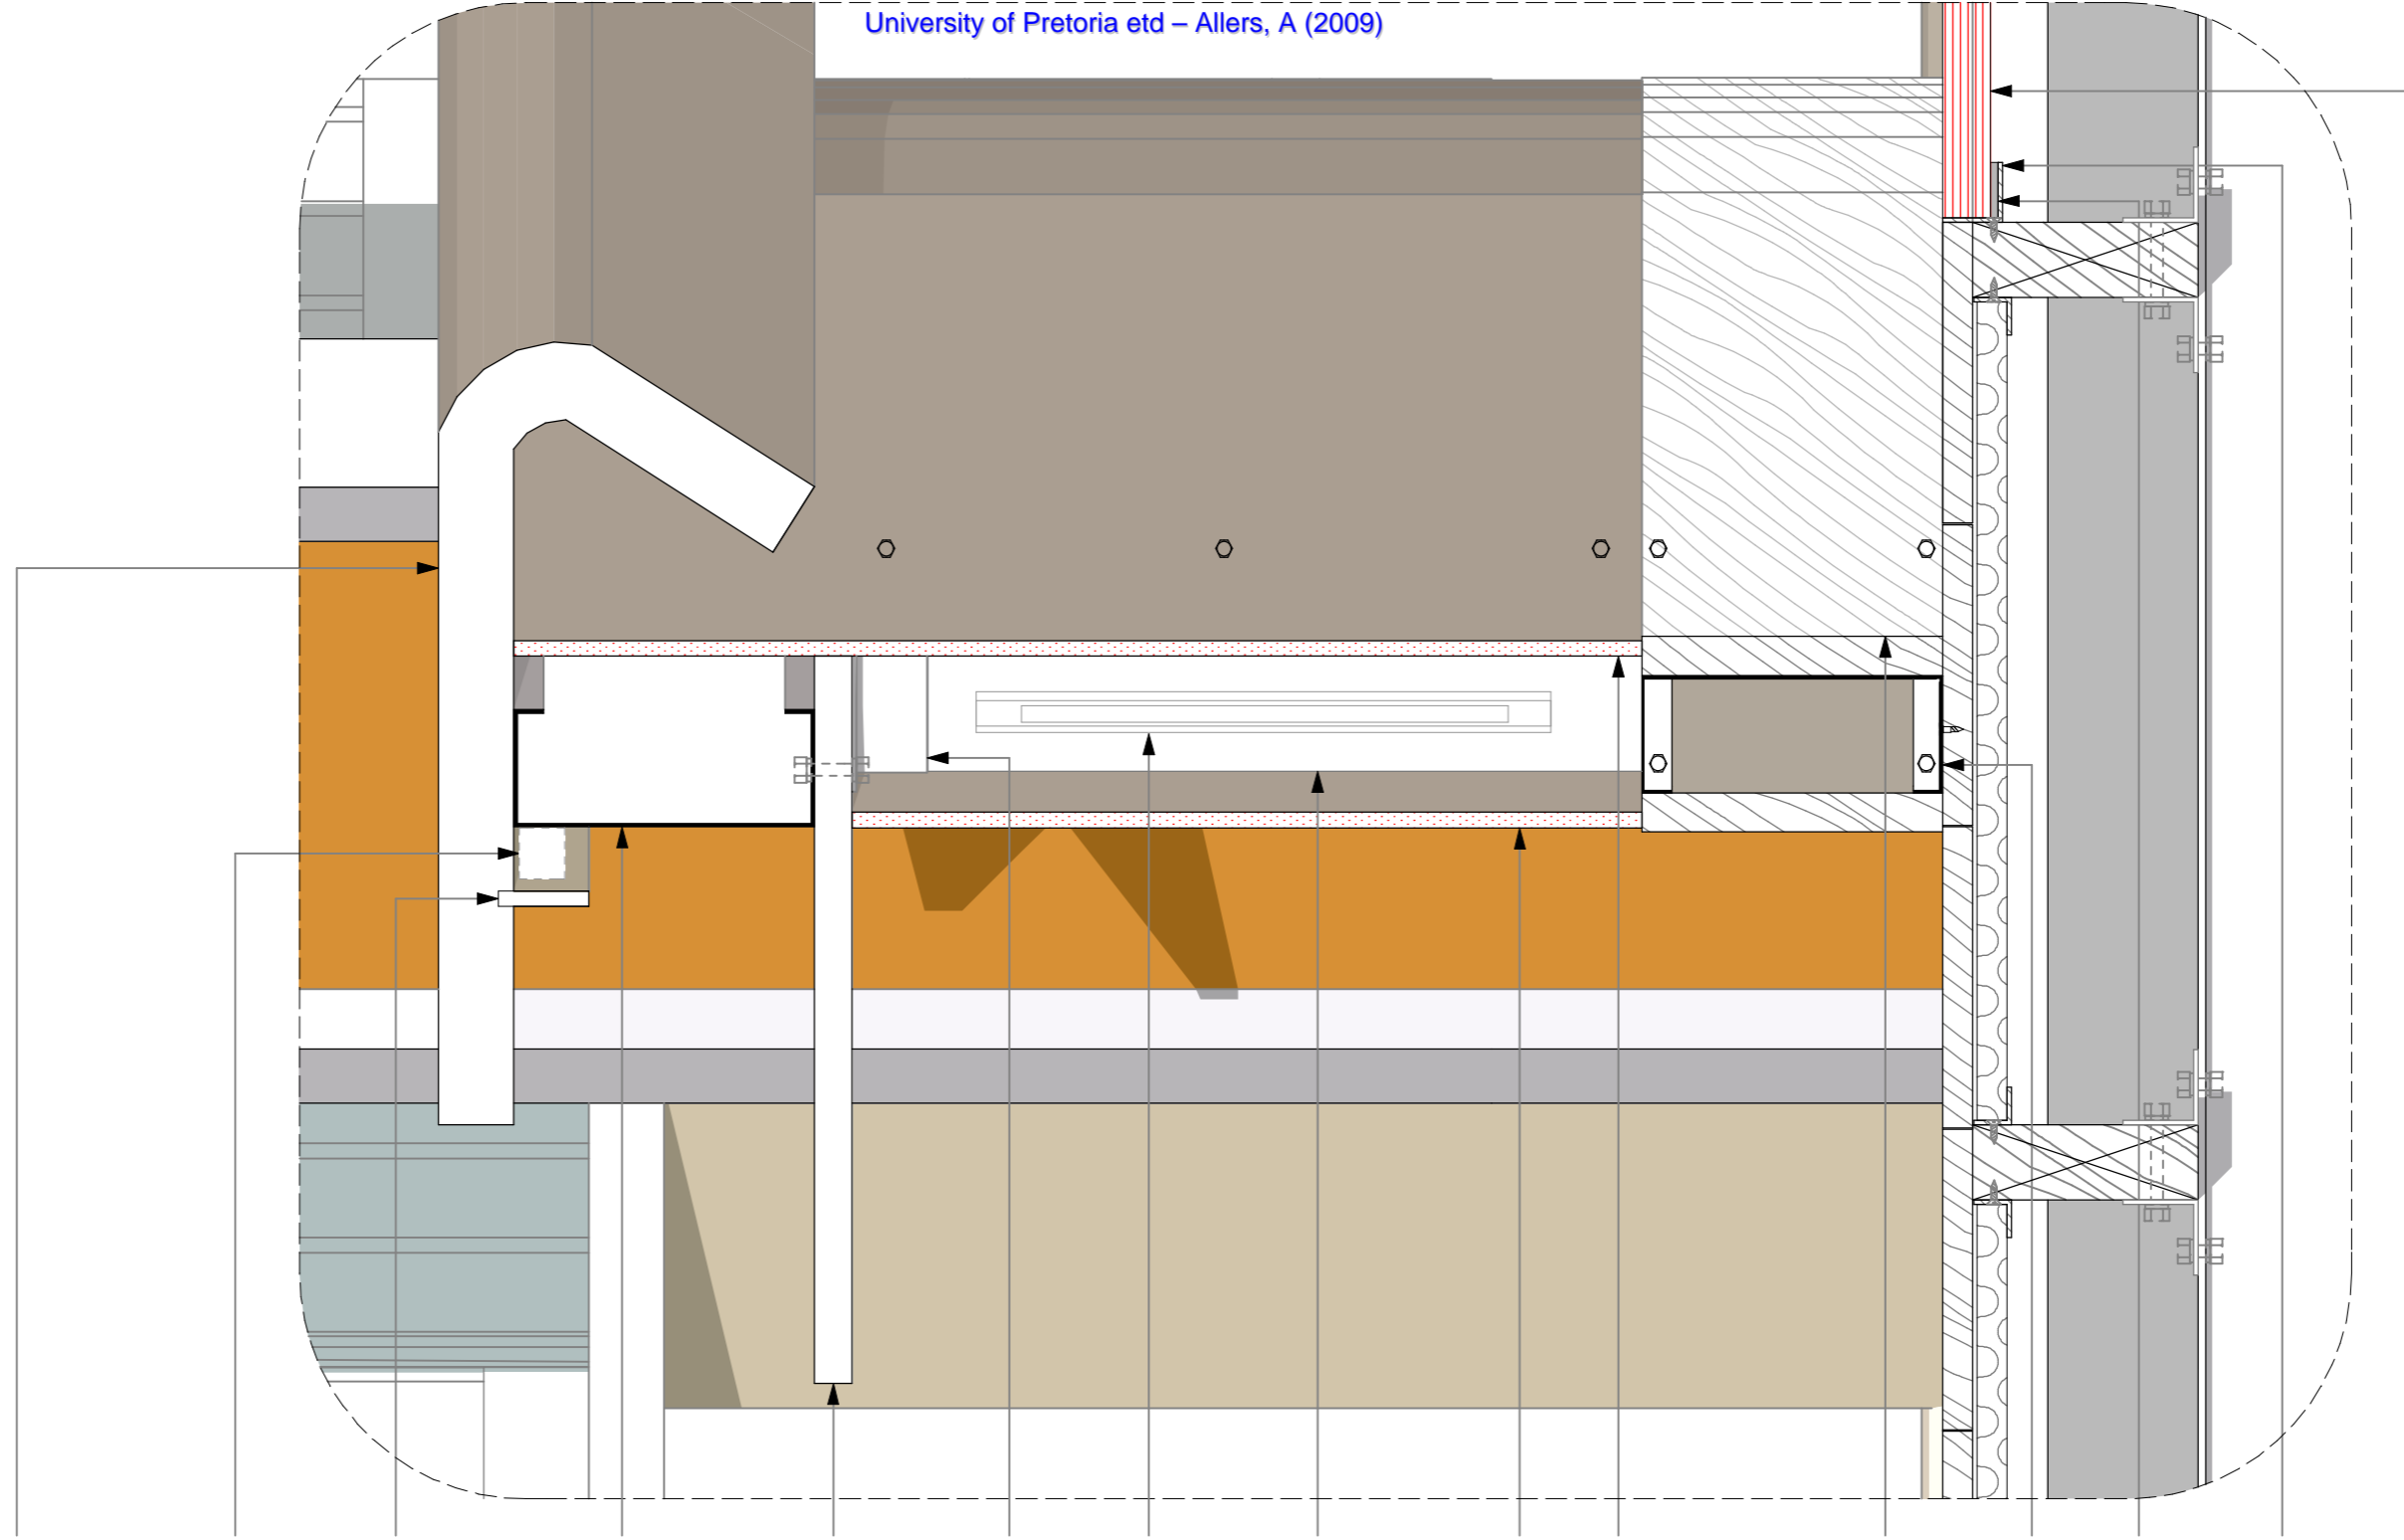 University of Pretoria etd – Allers, A (2009)